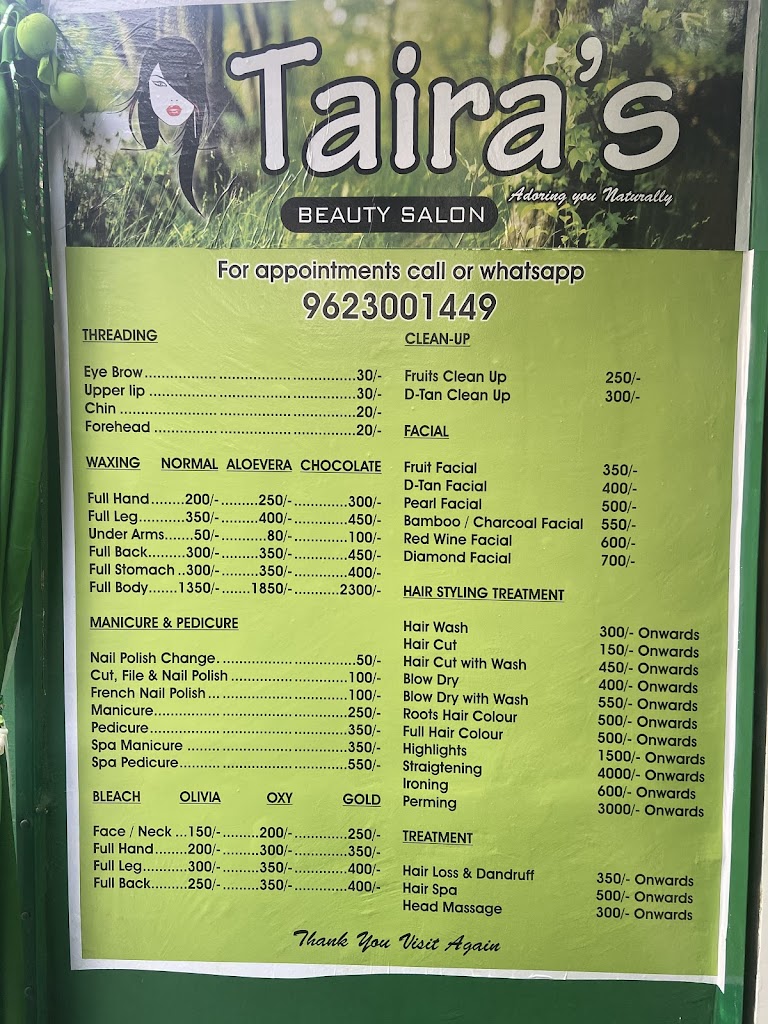 Taira's
Adoring you Naturally
BEAUTY SALON
For appointments call or whatsapp
9623001449
THREADING
Eye Brow...........................................30/-
Upper lip ..........................................30/-
Chin ................................................20/-
Forehead ..........................................20/-
WAXING NORMAL ALOEVERA CHOCOLATE
Full Hand........200/-.........250/-............300/-
Full Leg..........350/-.........400/-............450/-
Under Arms.......50/-...........80/-............100/-
Full Back.........300/-.........350/-............450/-
Full Stomach ..300/-.........350/-............400/-
Full Body.......1350/-.......1850/-...........2300/-
MANICURE & PEDICURE
Nail Polish Change...............................50/-
Cut, File & Nail Polish ..........................100/-
French Nail Polish ...............................100/-
Manicure..........................................250/-
Pedicure...........................................350/-
Spa Manicure ....................................350/-
Spa Pedicure.....................................550/-
BLEACH OLIVIA OXY GOLD
Face / Neck ...150/-.........200/-............250/-
Full Hand........200/-.........300/-............350/-
Full Leg..........300/-.........350/-............400/-
Full Back.........250/-.........350/-............400/-
CLEAN-UP
Fruits Clean Up 250/-
D-Tan Clean Up 300/-
FACIAL
Fruit Facial 350/-
D-Tan Facial 400/-
Pearl Facial 500/-
Bamboo / Charcoal Facial 550/-
Red Wine Facial 600/-
Diamond Facial 700/-
HAIR STYLING TREATMENT
Hair Wash 300/- Onwards
Hair Cut 150/- Onwards
Hair Cut with Wash 450/- Onwards
Blow Dry 400/- Onwards
Blow Dry with Wash 550/- Onwards
Roots Hair Colour 500/- Onwards
Full Hair Colour 500/- Onwards
Highlights 1500/- Onwards
Straigtening 4000/- Onwards
Ironing 600/- Onwards
Perming 3000/- Onwards
TREATMENT
Hair Loss & Dandruff 350/- Onwards
Hair Spa 500/- Onwards
Head Massage 300/- Onwards
Thank You Visit Again